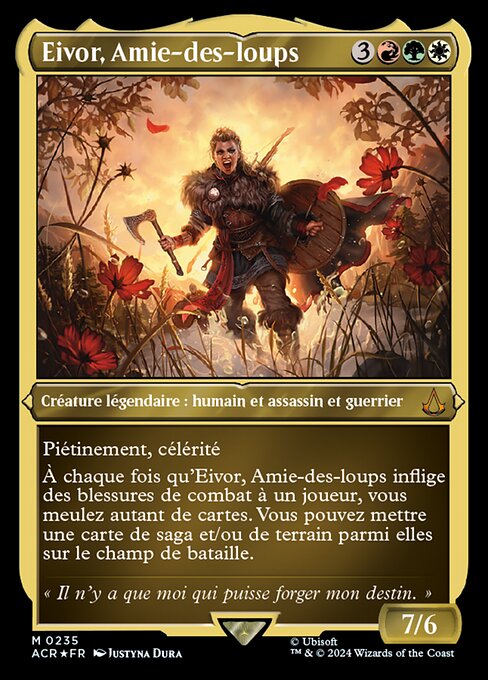 Eivor, Amie-des-loups
3
Créature légendaire : humain et assassin et guerrier
Piétinement, célérité
À chaque fois qu'Eivor, Amie-des-loups inflige
des blessures de combat à un joueur, vous
meulez autant de cartes. Vous pouvez mettre
une carte de saga et/ou de terrain parmi elles
sur le champ de bataille.
« Il n'y a que moi qui puisse forger mon destin. »
7/6
M 0235
ACR★FR Justyna Dura
© Ubisoft
™ & © 2024 Wizards of the Coast